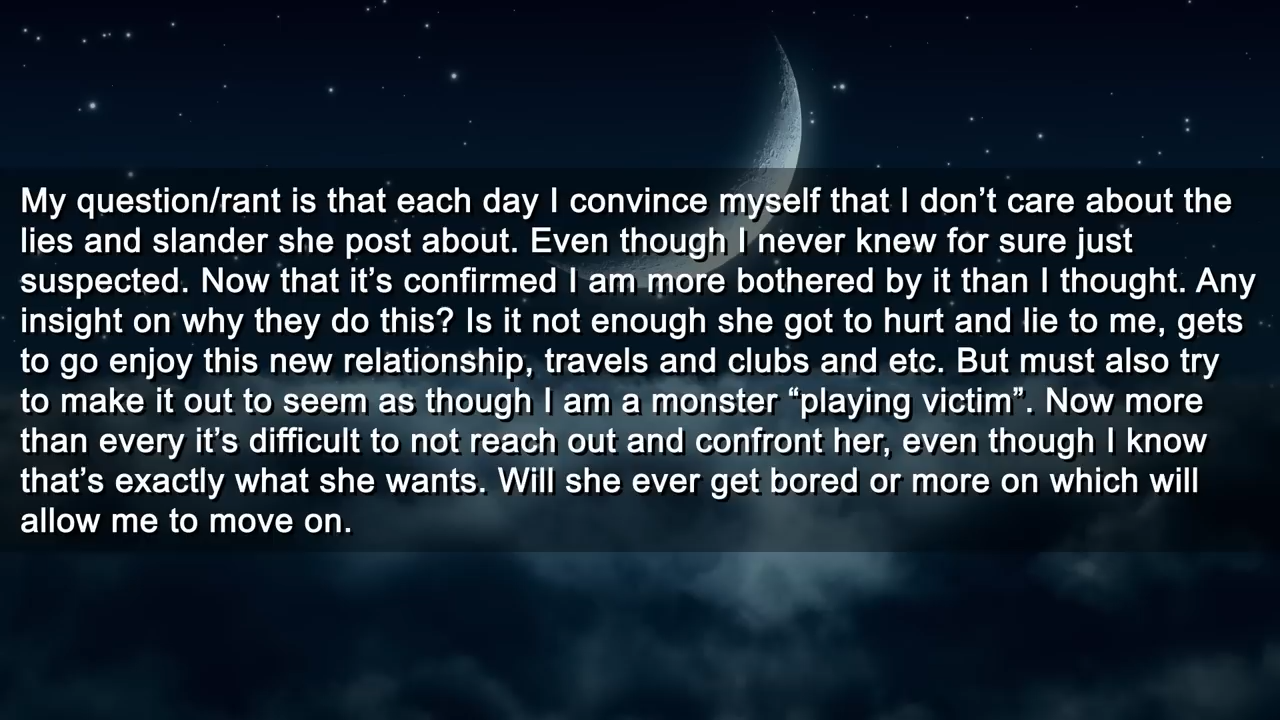 My question/rant is that each day I convince myself that I don’t care about the
lies and slander she post about. Even though I never knew for sure just
suspected. Now that it’s confirmed I am more bothered by it than I thought. Any
insight on why they do this? Is it not enough she got to hurt and lie to me, gets
to go enjoy this new relationship, travels and clubs and etc. But must also try
to make it out to seem as though I am a monster “playing victim”. Now more
than every it’s difficult to not reach out and confront her, even though I know
that’s exactly what she wants. Will she ever get bored or more on which will
allow me to move on.